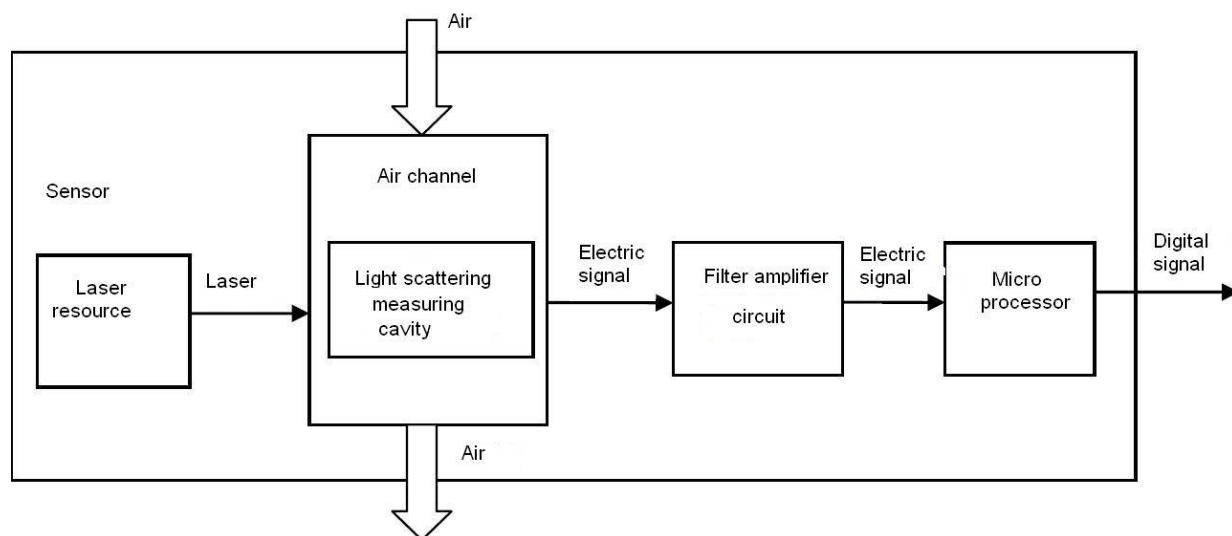 Air
Sensor
Air channel
Laser
resource
Laser
Light scattering
measuring
cavity
Electric
signal
Filter amplifier
circuit
Electric
signal
Micro
processor
Digital
signal
Air